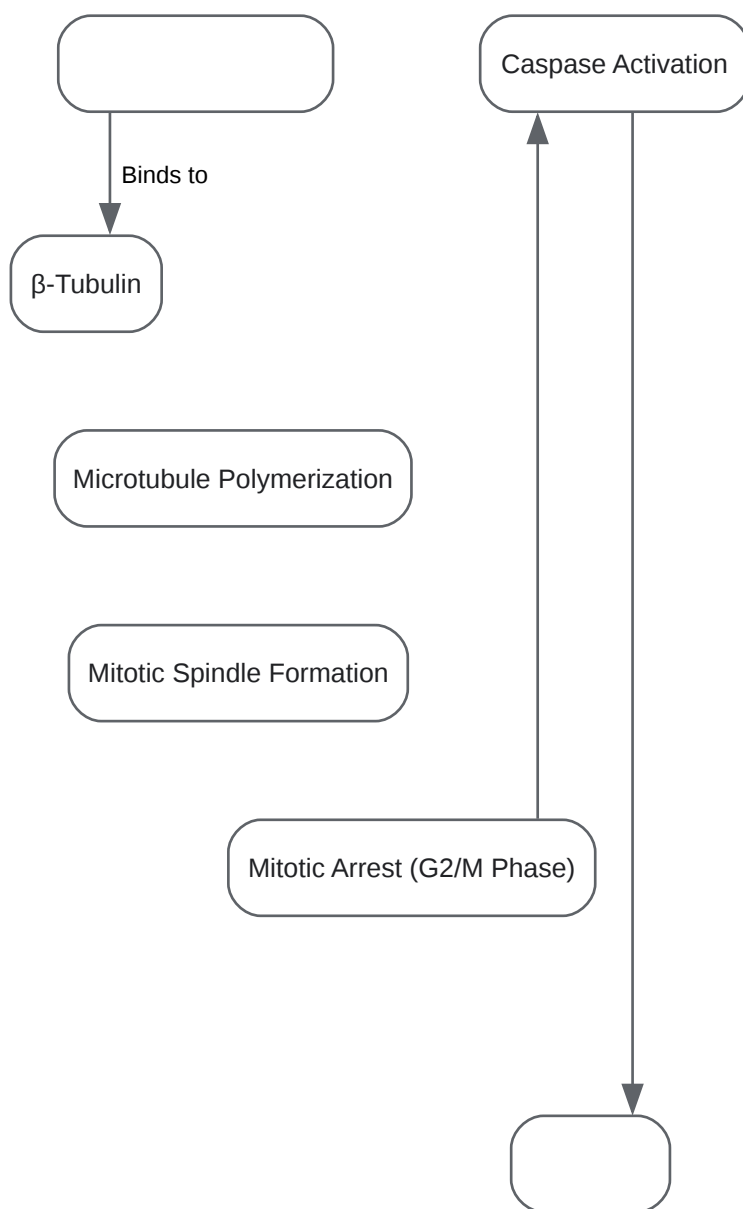 Caspase Activation
Binds to
β-Tubulin
Microtubule Polymerization
Mitotic Spindle Formation
Mitotic Arrest (G2/M Phase)